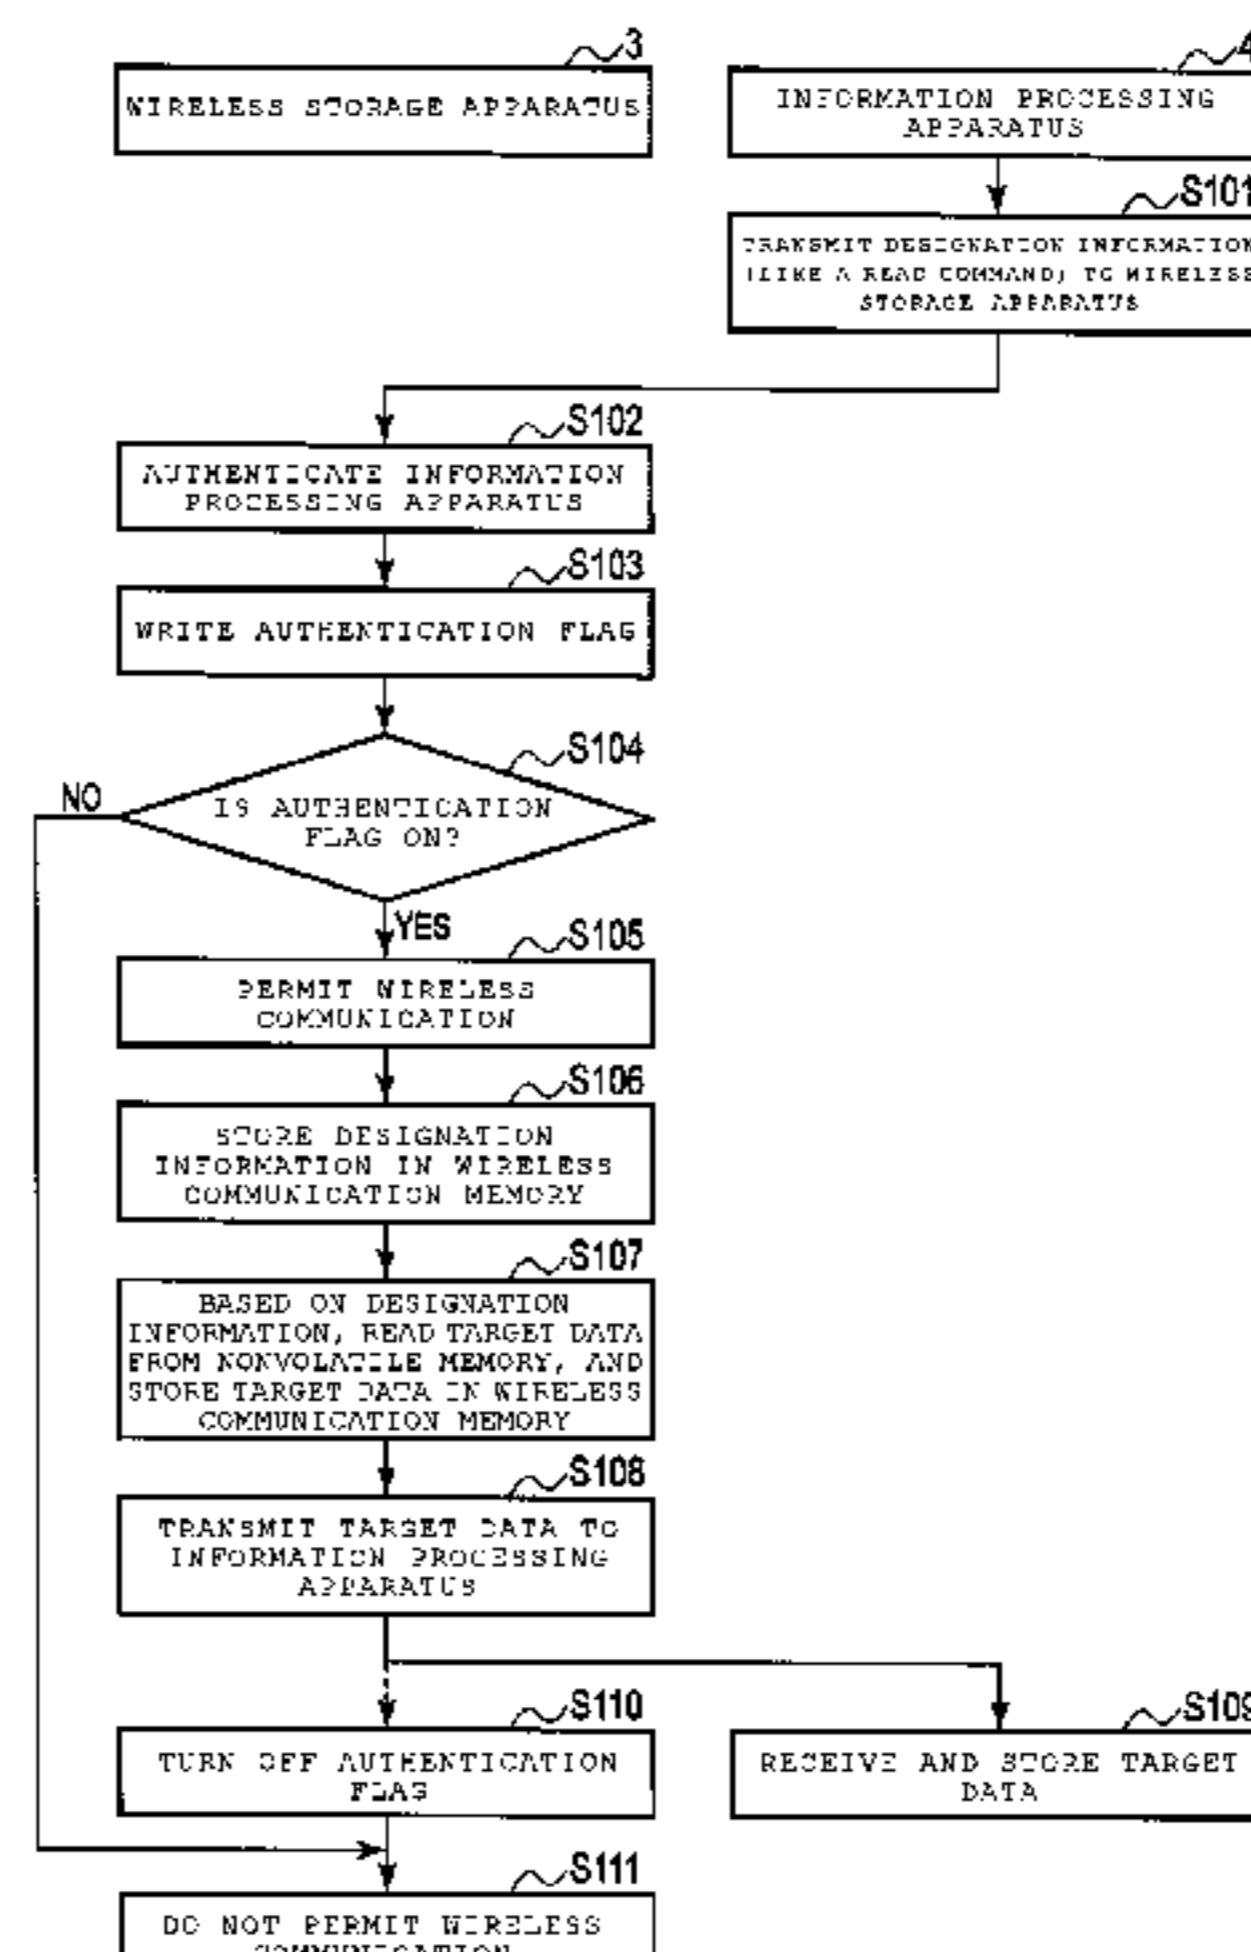 3
WIRELESS STORAGE APPARATUS
4
INFORMATION PROCESSING
APPARATUS
S101
TRANSMIT DESIGNATION INFORMATION
(LIKE A READ COMMAND) TO WIRELESS
STORAGE APPARATUS
S102
AUTHENTICATE INFORMATION
PROCESSING APPARATUS
S103
WRITE AUTHENTICATION FLAG
S104
NO
IS AUTHENTICATION
FLAG ON?
YES
S105
PERMIT WIRELESS
COMMUNICATION
S106
STORE DESIGNATION
INFORMATION IN WIRELESS
COMMUNICATION MEMORY
S107
BASED ON DESIGNATION
INFORMATION, READ TARGET DATA
FROM NONVOLATILE MEMORY, AND
STORE TARGET DATA IN WIRELESS
COMMUNICATION MEMORY
S108
TRANSMIT TARGET DATA TO
INFORMATION PROCESSING
APPARATUS
S110
TURN OFF AUTHENTICATION
FLAG
S109
RECEIVE AND STORE TARGET
DATA
S111
DO NOT PERMIT WIRELESS
COMMUNICATION